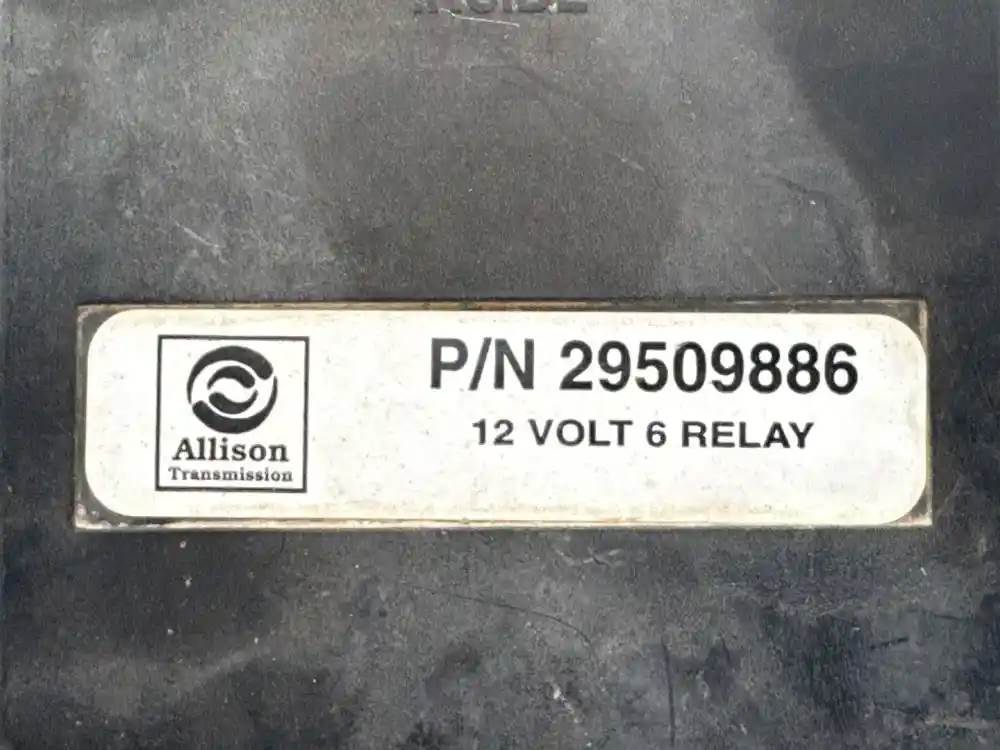 Allison
Transmission
P/N 29509886
12 VOLT 6 RELAY